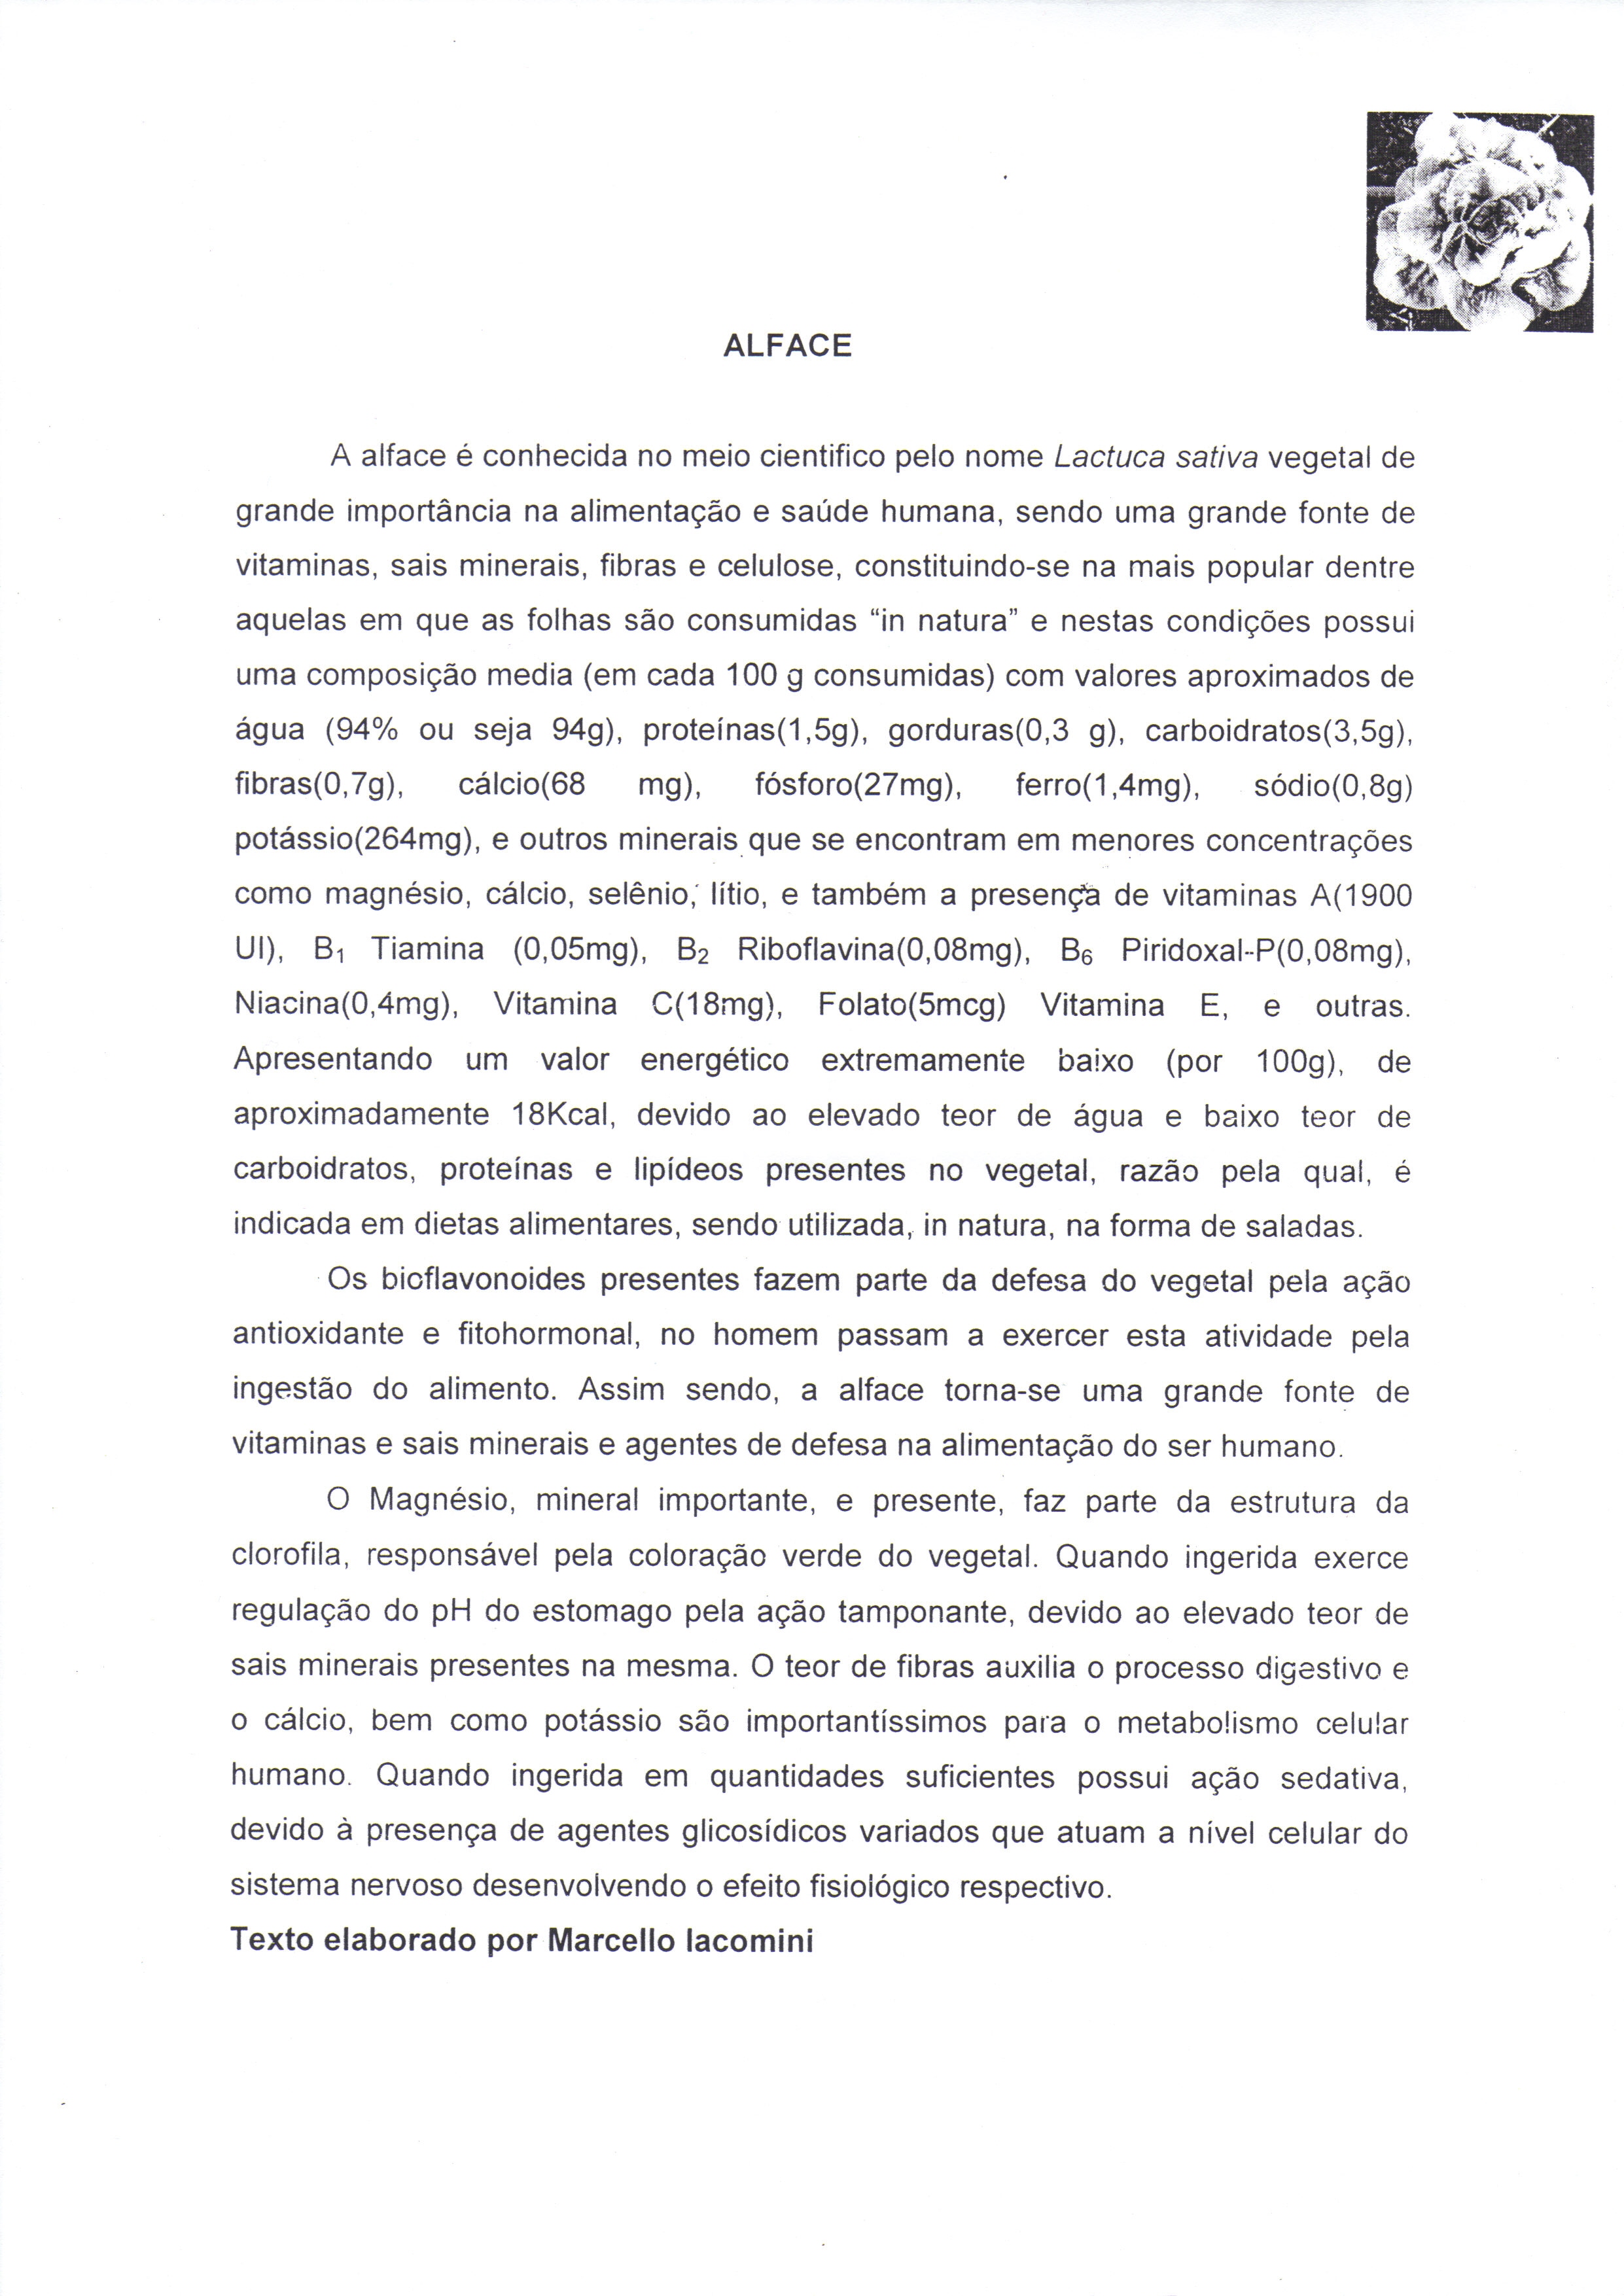 ALFACE
A alface é conhecida no meio cientifico pelo nome Lactuca sativa vegetal de
grande importância na alimentação e saúde humana, sendo uma grande fonte de
vitaminas, sais minerais, fibras e celulose, constituindo-se na mais popular dentre
aquelas em que as folhas são consumidas “in natura” e nestas condições possui
uma composição media (em cada 100 g consumidas) com valores aproximados de
água (94% ou seja 94g), proteínas(1,5g), gorduras(0,3 g), carboidratos(3,5g),
fibras(0,7g), cálcio(68 mg), fósforo(27mg), ferro(1,4mg), sódio(0,8g)
potássio(264mg), e outros minerais que se encontram em menores concentrações
como magnésio, cálcio, selênio, lítio, e também a presença de vitaminas A(1900
UI), B₁ Tiamina (0,05mg), B₂ Riboflavina(0,08mg), B₆ Piridoxal-P(0,08mg),
Niacina(0,4mg), Vitamina C(18mg), Folato(5mcg) Vitamina E, e outras.
Apresentando um valor energético extremamente baixo (por 100g), de
aproximadamente 18Kcal, devido ao elevado teor de água e baixo teor de
carboidratos, proteínas e lipídeos presentes no vegetal, razão pela qual, é
indicada em dietas alimentares, sendo utilizada, in natura, na forma de saladas.
Os bioflavonoides presentes fazem parte da defesa do vegetal pela ação
antioxidante e fitohormonal, no homem passam a exercer esta atividade pela
ingestão do alimento. Assim sendo, a alface torna-se uma grande fonte de
vitaminas e sais minerais e agentes de defesa na alimentação do ser humano.
O Magnésio, mineral importante, e presente, faz parte da estrutura da
clorofila, responsável pela coloração verde do vegetal. Quando ingerida exerce
regulação do pH do estomago pela ação tamponante, devido ao elevado teor de
sais minerais presentes na mesma. O teor de fibras auxilia o processo digestivo e
o cálcio, bem como potássio são importantíssimos para o metabolismo celular
humano. Quando ingerida em quantidades suficientes possui ação sedativa,
devido à presença de agentes glicosídicos variados que atuam a nível celular do
sistema nervoso desenvolvendo o efeito fisiológico respectivo.
Texto elaborado por Marcello Iacomini